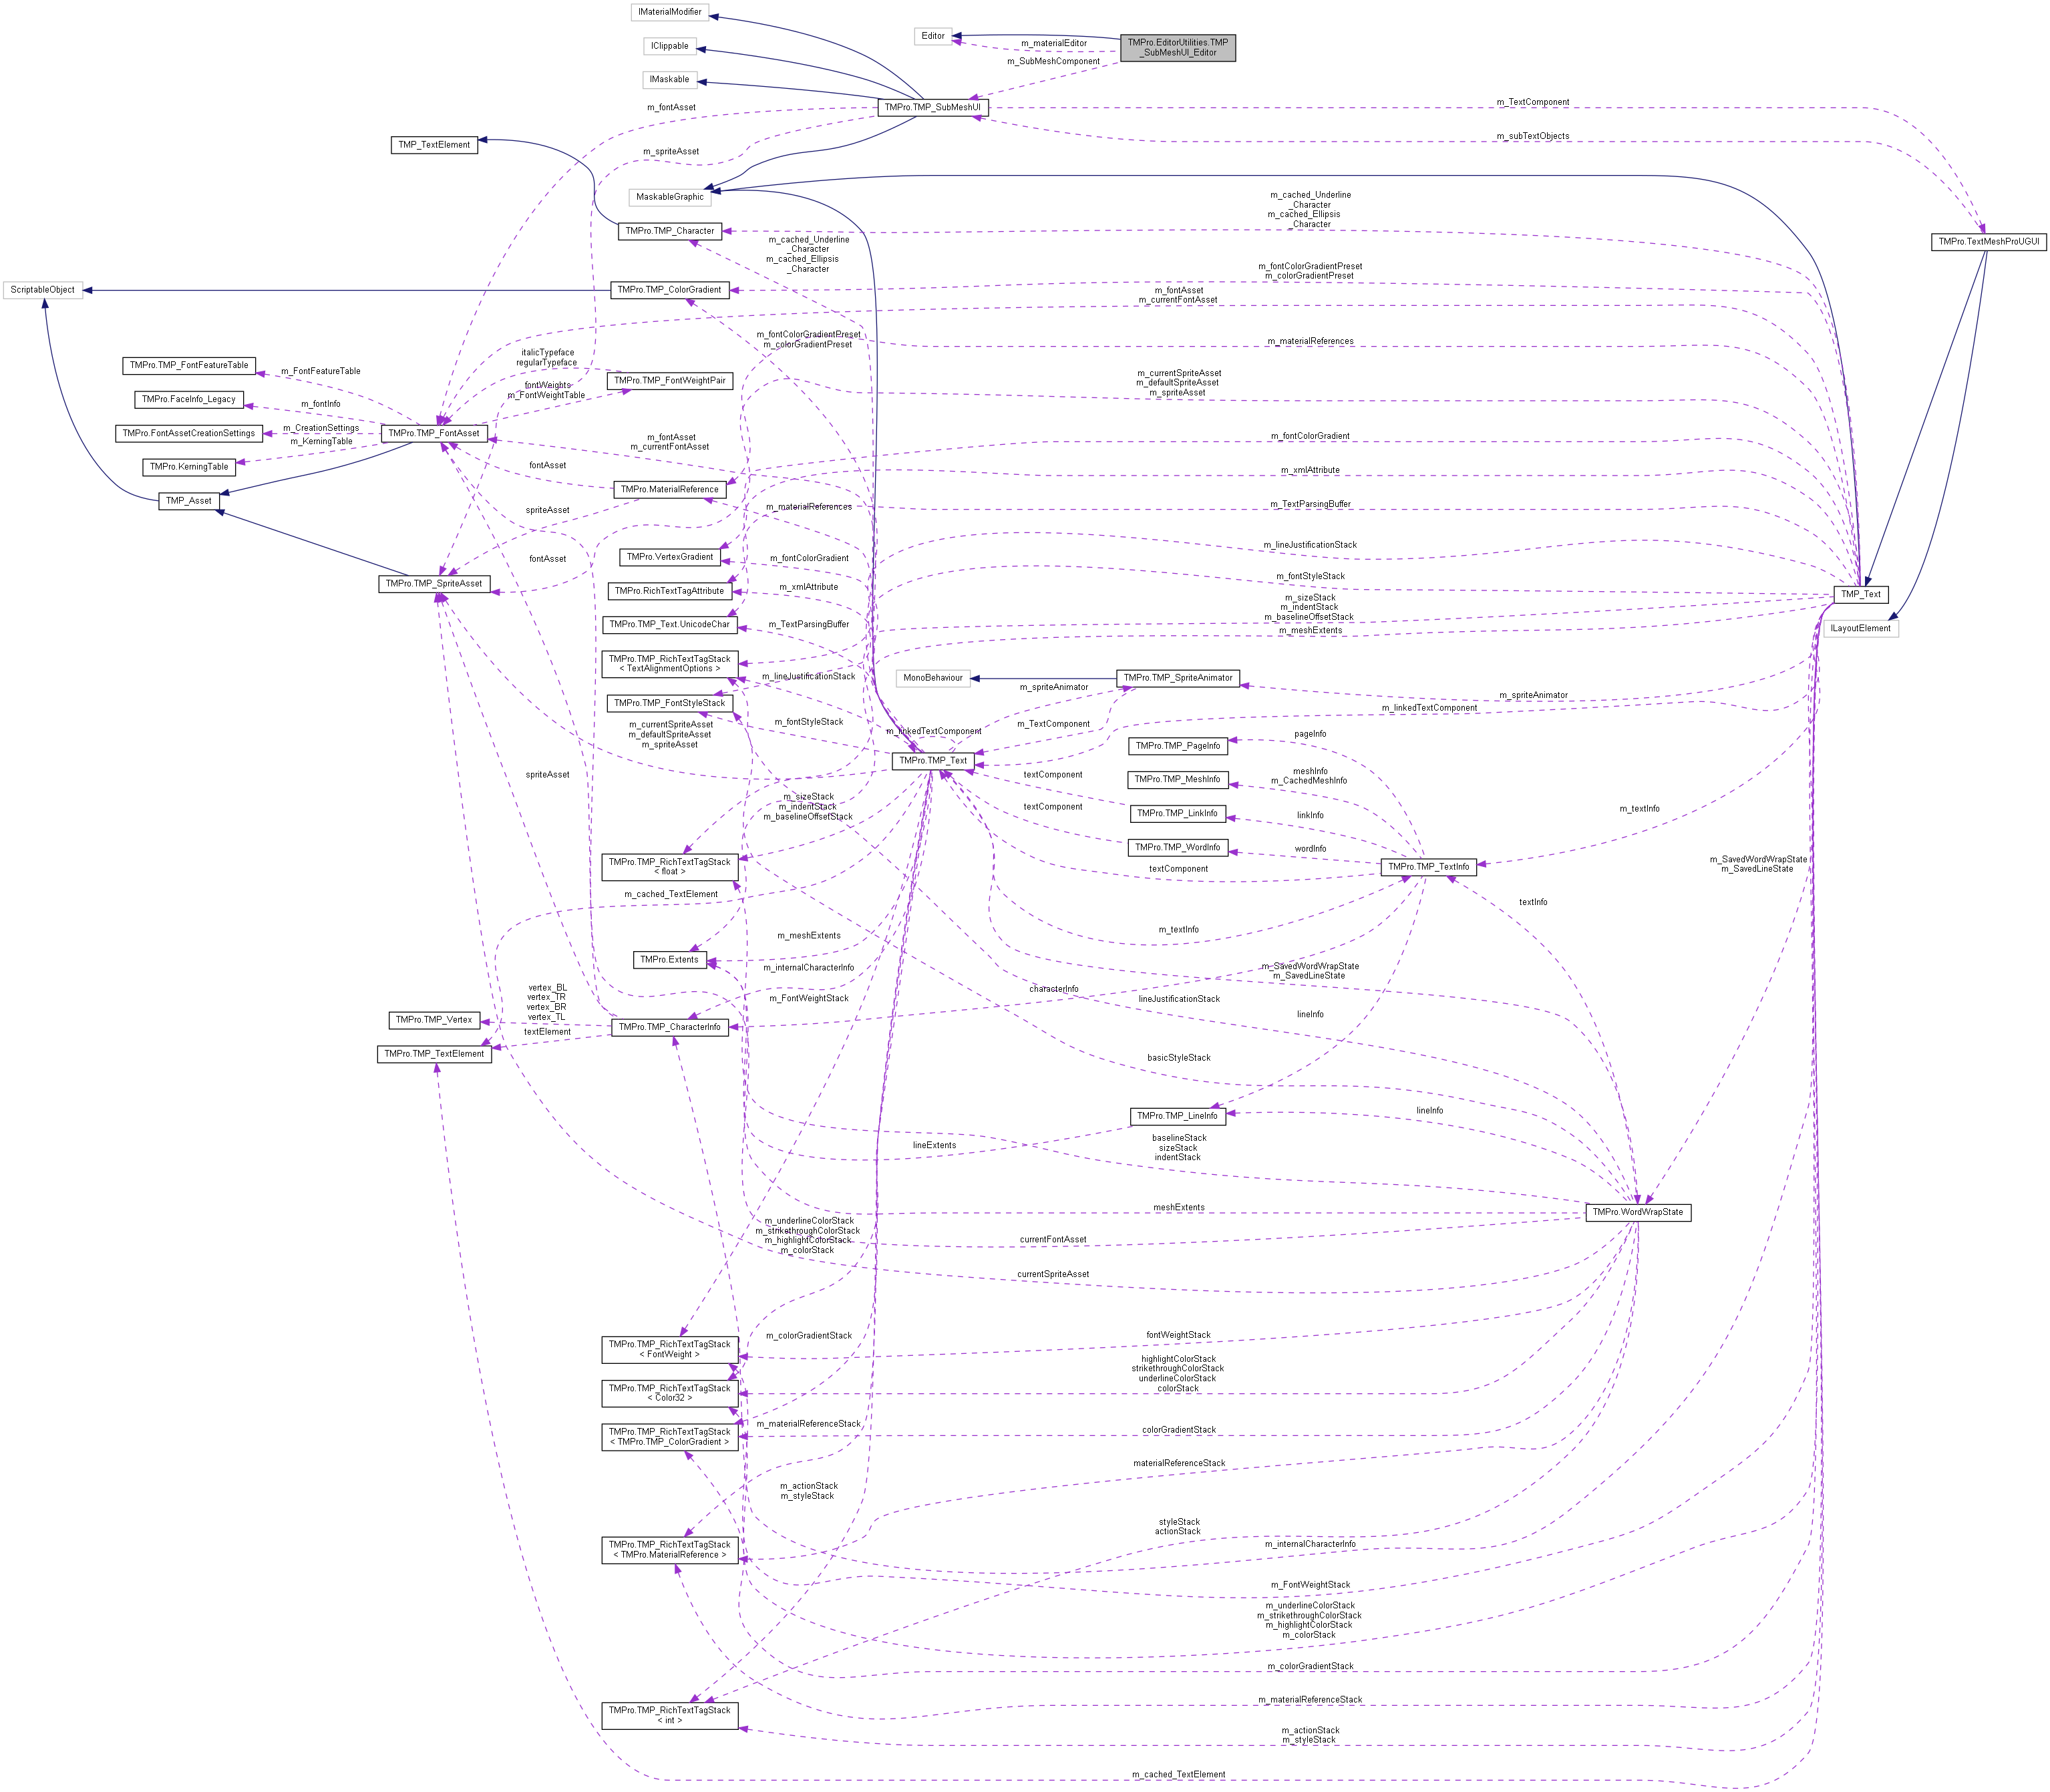 IMaterialModifier
Editor
m_materialEditor
TMPro.EditorUtilities.TMP
_SubMeshUI_Editor
IClippable
m_SubMeshComponent
IMaskable
m_fontAsset
TMPro.TMP_SubMeshUI
m_TextComponent
m_subTextObjects
TMP_TextElement
m_spriteAsset
MaskableGraphic
m_cached_Underline
_Character
m_cached_Ellipsis
_Character
TMPro.TMP_Character
m_cached_Underline
_Character
m_cached_Ellipsis
_Character
TMPro.TextMeshProUGUI
ScriptableObject
TMPro.TMP_ColorGradient
m_fontColorGradientPreset
m_colorGradientPreset
m_fontAsset
m_currentFontAsset
m_fontColorGradientPreset
m_colorGradientPreset
m_materialReferences
TMPro.TMP_FontFeatureTable
m_FontFeatureTable
italicTypeface
regularTypeface
TMPro.TMP_FontWeightPair
m_currentSpriteAsset
m_defaultSpriteAsset
m_spriteAsset
TMPro.FaceInfo_Legacy
m_fontInfo
fontWeights
m_FontWeightTable
TMPro.FontAssetCreationSettings
m_CreationSettings
TMPro.TMP_FontAsset
m_KerningTable
m_fontAsset
m_currentFontAsset
m_fontColorGradient
TMPro.KerningTable
fontAsset
m_xmlAttribute
TMPro.MaterialReference
TMP_Asset
spriteAsset
m_materialReferences
m_TextParsingBuffer
m_lineJustificationStack
fontAsset
TMPro.VertexGradient
m_fontColorGradient
m_fontStyleStack
TMPro.TMP_SpriteAsset
TMPro.RichTextTagAttribute
m_xmlAttribute
TMP_Text
m_sizeStack
m_indentStack
m_baselineOffsetStack
TMPro.TMP_Text.UnicodeChar
m_TextParsingBuffer
m_meshExtents
ILayoutElement
TMPro.TMP_RichTextTagStack
< TextAlignmentOptions >
m_lineJustificationStack
MonoBehaviour
TMPro.TMP_SpriteAnimator
m_spriteAnimator
m_spriteAnimator
TMPro.TMP_FontStyleStack
m_linkedTextComponent
m_currentSpriteAsset
m_defaultSpriteAsset
m_spriteAsset
m_fontStyleStack
m_TextComponent
m_linkedTextComponent
pageInfo
TMPro.TMP_PageInfo
TMPro.TMP_Text
spriteAsset
textComponent
TMPro.TMP_MeshInfo
meshInfo
m_CachedMeshInfo
m_sizeStack
m_indentStack
m_baselineOffsetStack
textComponent
TMPro.TMP_LinkInfo
linkInfo
m_textInfo
TMPro.TMP_WordInfo
wordInfo
TMPro.TMP_RichTextTagStack
< float >
textComponent
TMPro.TMP_TextInfo
m_SavedWordWrapState
m_SavedLineState
m_cached_TextElement
textInfo
m_meshExtents
m_textInfo
TMPro.Extents
m_internalCharacterInfo
m_SavedWordWrapState
m_SavedLineState
vertex_BL
vertex_TR
vertex_BR
vertex_TL
m_FontWeightStack
characterInfo
lineJustificationStack
lineInfo
TMPro.TMP_Vertex
TMPro.TMP_CharacterInfo
textElement
TMPro.TMP_TextElement
basicStyleStack
TMPro.TMP_LineInfo
lineInfo
lineExtents
baselineStack
sizeStack
indentStack
meshExtents
TMPro.WordWrapState
m_underlineColorStack
m_strikethroughColorStack
m_highlightColorStack
m_colorStack
currentFontAsset
currentSpriteAsset
m_colorGradientStack
fontWeightStack
TMPro.TMP_RichTextTagStack
< FontWeight >
highlightColorStack
strikethroughColorStack
underlineColorStack
colorStack
TMPro.TMP_RichTextTagStack
< Color32 >
m_materialReferenceStack
colorGradientStack
TMPro.TMP_RichTextTagStack
< TMPro.TMP_ColorGradient >
materialReferenceStack
m_actionStack
m_styleStack
styleStack
actionStack
TMPro.TMP_RichTextTagStack
< TMPro.MaterialReference >
m_internalCharacterInfo
m_FontWeightStack
m_underlineColorStack
m_strikethroughColorStack
m_highlightColorStack
m_colorStack
m_colorGradientStack
m_materialReferenceStack
TMPro.TMP_RichTextTagStack
< int >
m_actionStack
m_styleStack
m_cached_TextElement